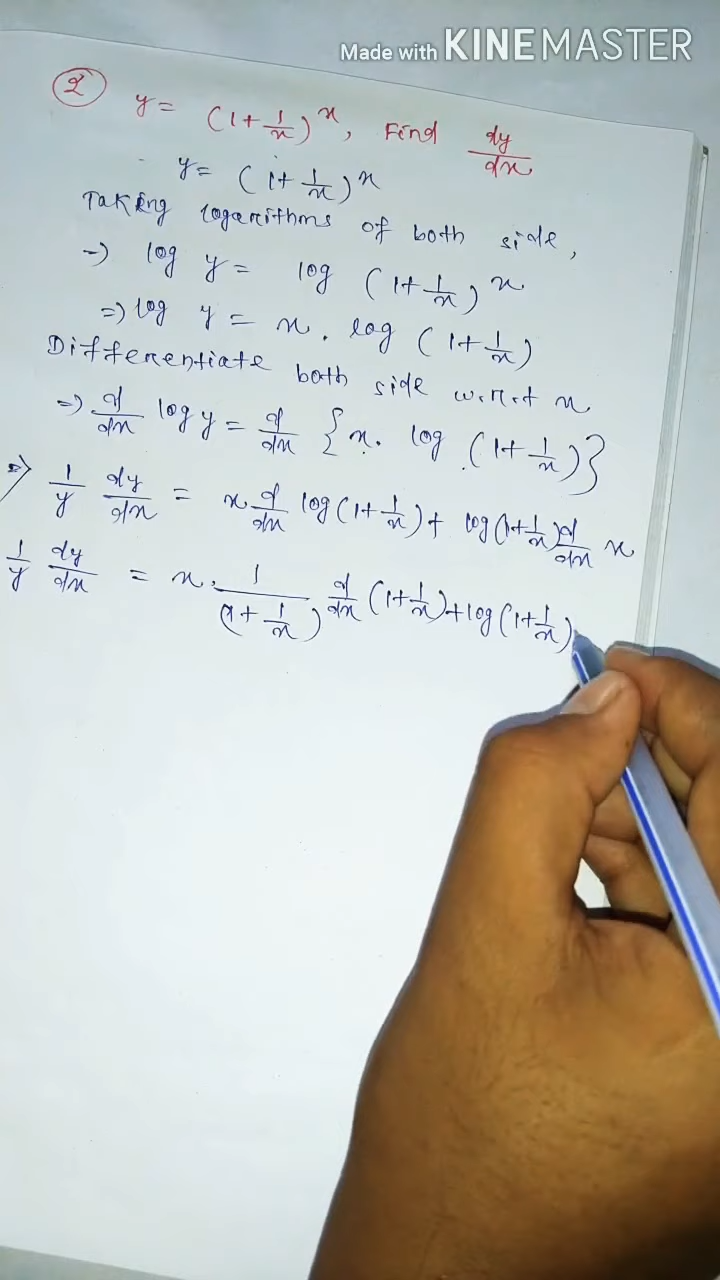 Made with KINEMASTER
② y = (1+1/x)^x, Find dy/dx
y = (1+1/x)^x
Taking logarithms of both side,
⇒ log y = log (1+1/x)^x
⇒ log y = x. log (1+1/x)
Differentiate both side w.r.t x
⇒ d/dx log y = d/dx {x. log (1+1/x)}
⇒ 1/y dy/dx = x d/dx log(1+1/x) + log(1+1/x) d/dx x
1/y dy/dx = x. 1/(1+1/x) d/dx (1+1/x) + log(1+1/x)